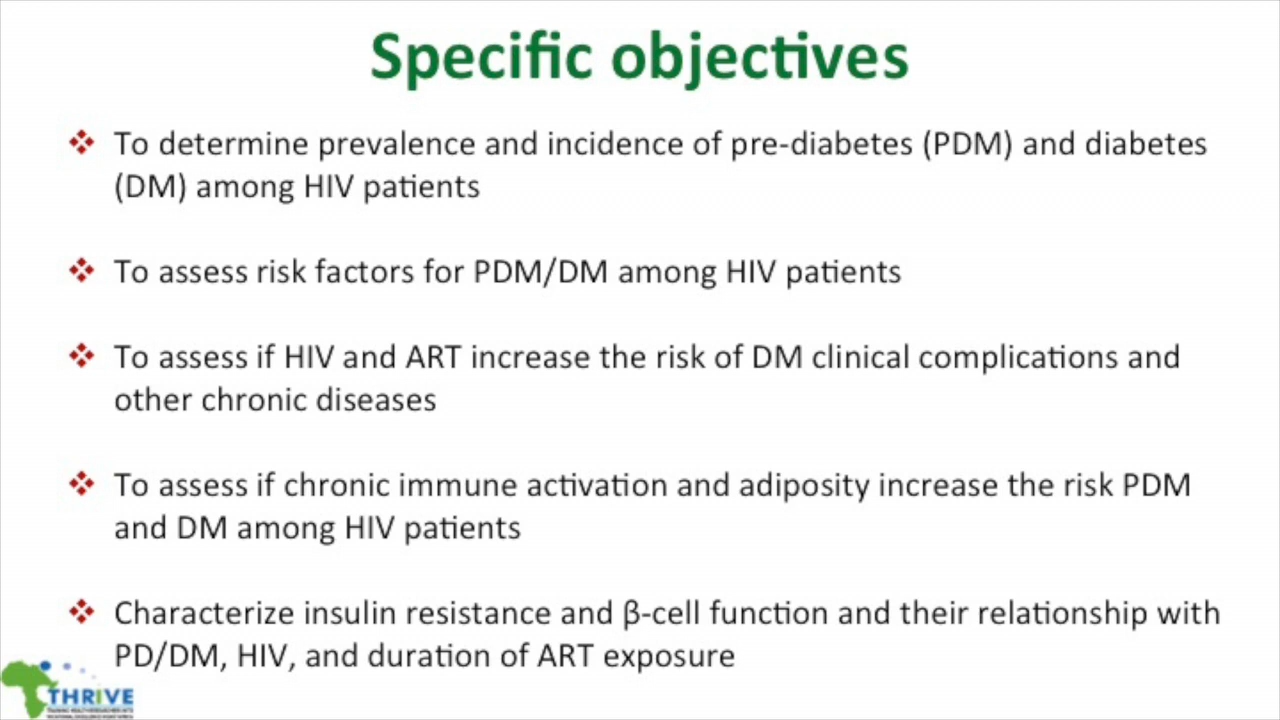 Specific objectives
❖ To determine prevalence and incidence of pre-diabetes (PDM) and diabetes
(DM) among HIV patients
❖ To assess risk factors for PDM/DM among HIV patients
❖ To assess if HIV and ART increase the risk of DM clinical complications and
other chronic diseases
❖ To assess if chronic immune activation and adiposity increase the risk PDM
and DM among HIV patients
❖ Characterize insulin resistance and β-cell function and their relationship with
PD/DM, HIV, and duration of ART exposure
THRiVE